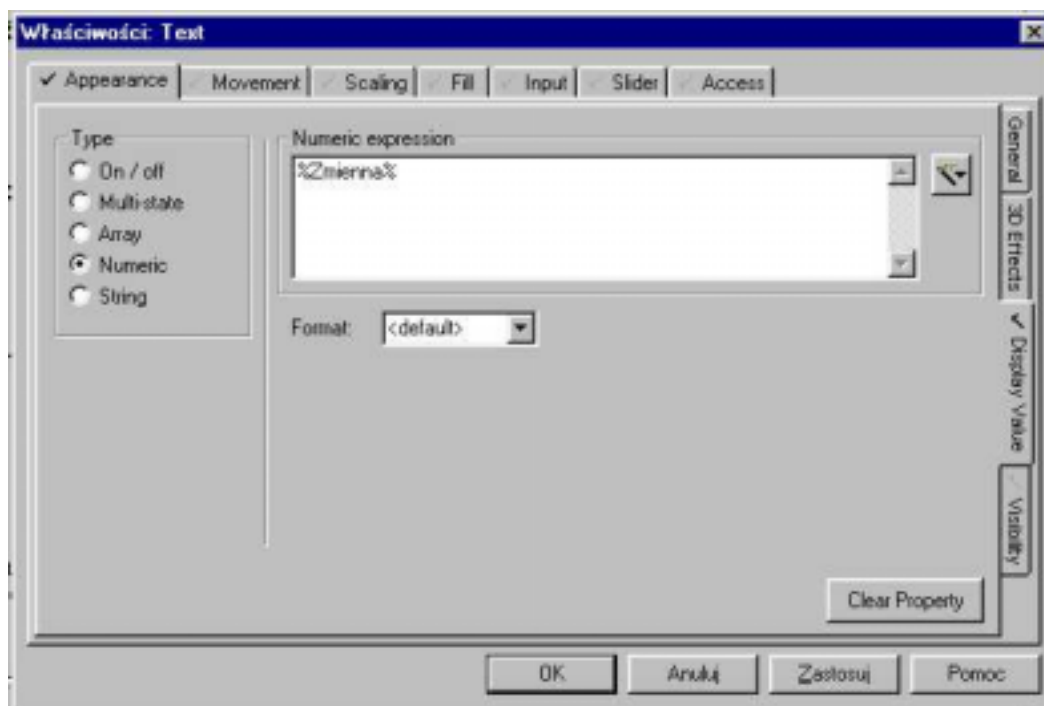 Właściwości: Text
Appearance Movement Scaling Fill Input Slider Access
Type
On / off
Multi-state
Array
Numeric
String
Numeric expression
%Zmienna%
Format: <default>
General
3D Effects
Display Value
Visibility
Clear Property
OK Anuluj Zastosuj Pomoc